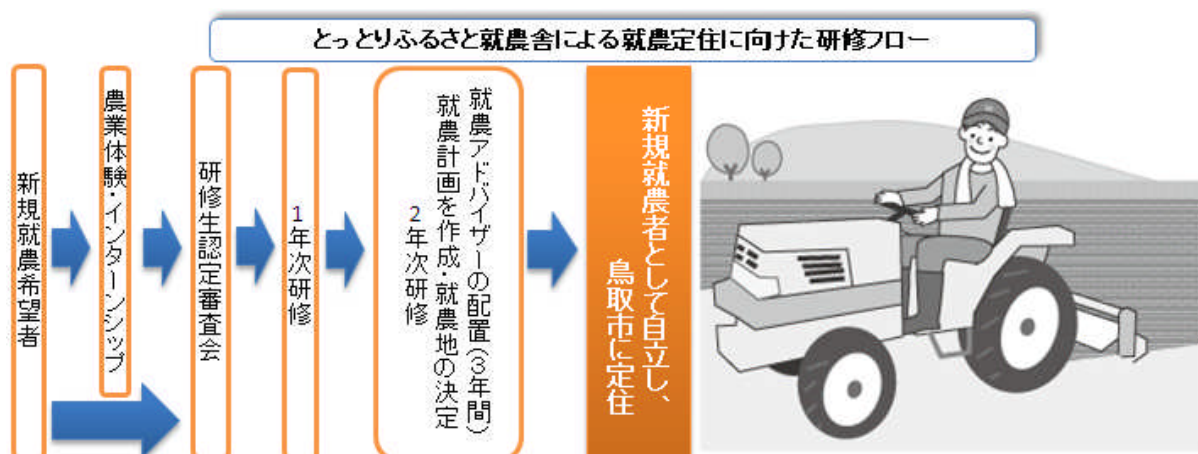 とっとりふるさと就農舎による就農定住に向けた研修フロー
新規就農希望者
農業体験・インターンシップ
研修生認定審査会
1年次研修
就農アドバイザーの配置(3年間)
就農計画を作成・就農地の決定
2年次研修
新規就農者として自立し、
鳥取市に定住